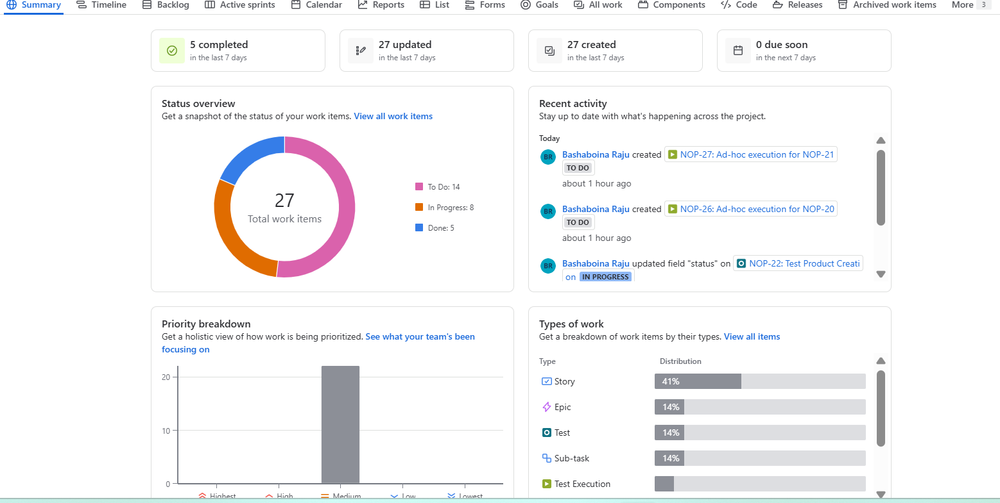 Summary Timeline Backlog Active sprints Calendar Reports List Forms Goals All work Components Code Releases Archived work items More 3
5 completed
in the last 7 days
27 updated
in the last 7 days
27 created
in the last 7 days
0 due soon
in the next 7 days
Status overview
Get a snapshot of the status of your work items. View all work items
27
Total work items
To Do: 14
In Progress: 8
Done: 5
Recent activity
Stay up to date with what's happening across the project.
Today
BR Bashaboina Raju created NOP-27: Ad-hoc execution for NOP-21
TO DO
about 1 hour ago
BR Bashaboina Raju created NOP-26: Ad-hoc execution for NOP-20
TO DO
about 1 hour ago
BR Bashaboina Raju updated field "status" on NOP-22: Test Product Creati
on IN PROGRESS
Priority breakdown
Get a holistic view of how work is being prioritized. See what your team's been
focusing on
20
10
0
Highest High Medium Low Lowest
Types of work
Get a breakdown of work items by their types. View all items
Type Distribution
Story 41%
Epic 14%
Test 14%
Sub-task 14%
Test Execution